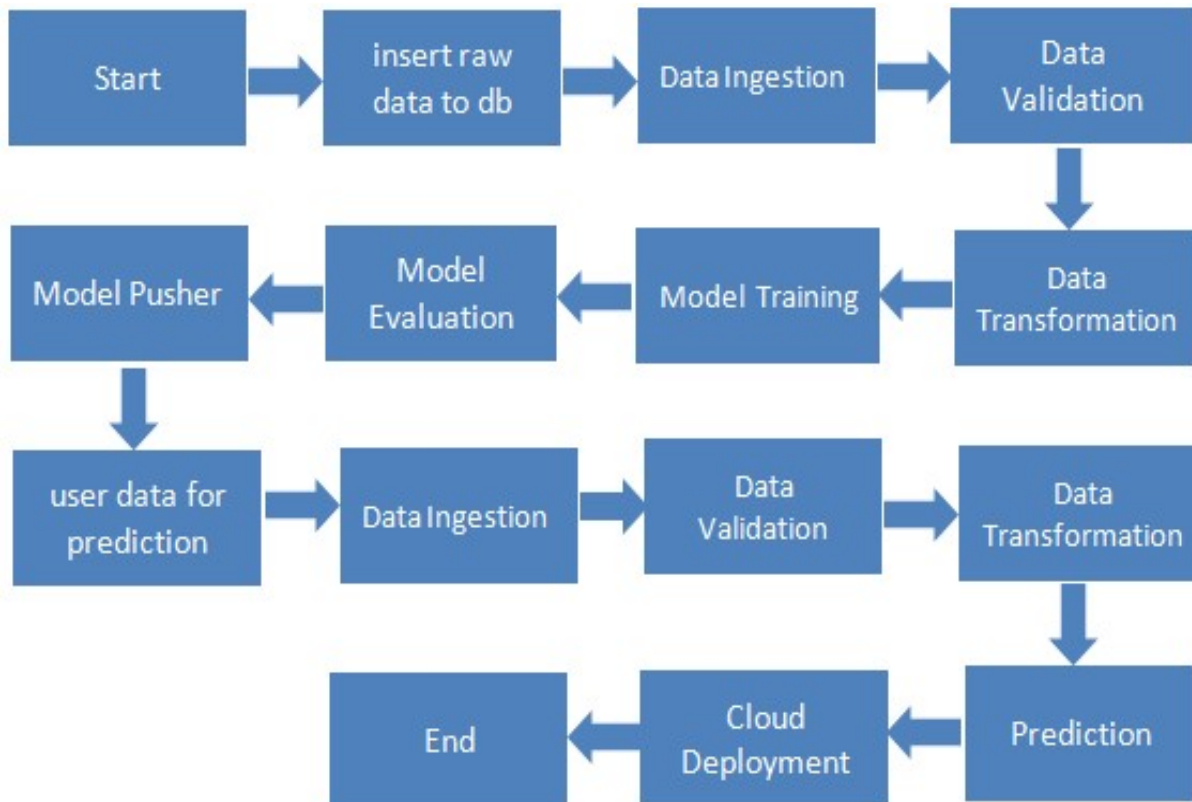 Start
insert raw
data to db
Data Ingestion
Data
Validation
Data
Transformation
Model Training
Model
Evaluation
Model Pusher
user data for
prediction
Data Ingestion
Data
Validation
Data
Transformation
Prediction
Cloud
Deployment
End